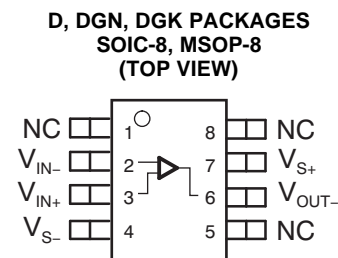 D, DGN, DGK PACKAGES
SOIC-8, MSOP-8
(TOP VIEW)
NC 1 8 NC
VIN– 2 7 VS+
VIN+ 3 6 VOUT–
VS– 4 5 NC